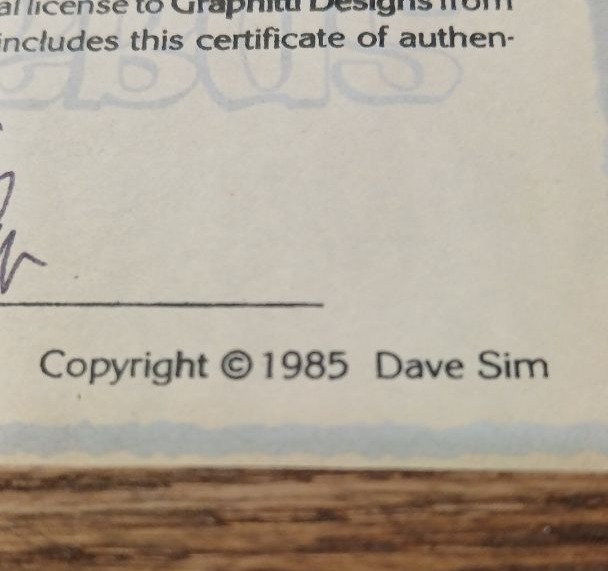 al license to Graphitti Designs from
includes this certificate of authen-
Copyright © 1985 Dave Sim